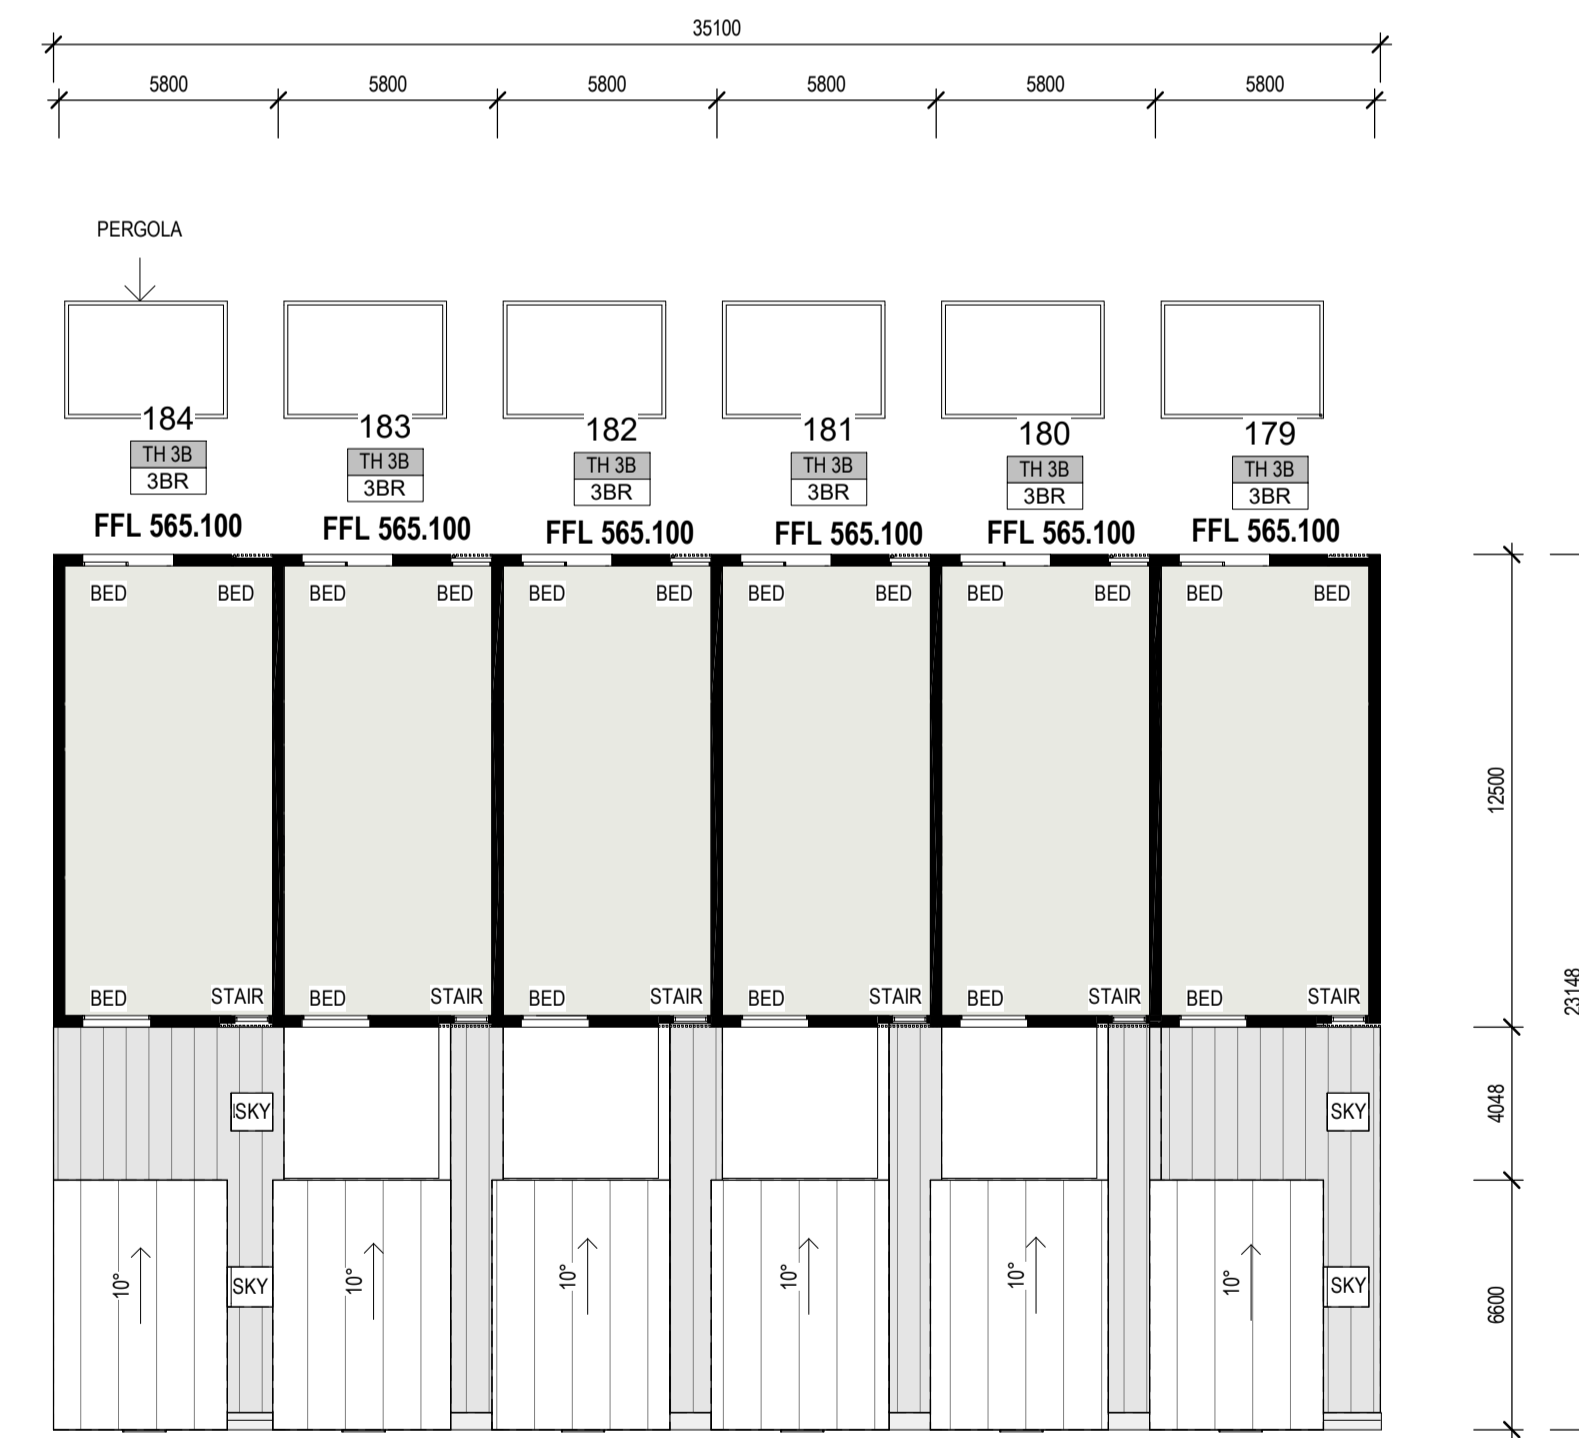 35100
5800 5800 5800 5800 5800 5800
PERGOLA
184 183 182 181 180 179
TH 3B TH 3B TH 3B TH 3B TH 3B TH 3B
3BR 3BR 3BR 3BR 3BR 3BR
FFL 565.100 FFL 565.100 FFL 565.100 FFL 565.100 FFL 565.100 FFL 565.100
BED BED BED BED BED BED BED BED BED BED BED BED
12500
23148
BED STAIR BED STAIR BED STAIR BED STAIR BED STAIR BED STAIR
4048
SKY SKY
10° 10° 10° 10° 10° 10°
SKY SKY
6600